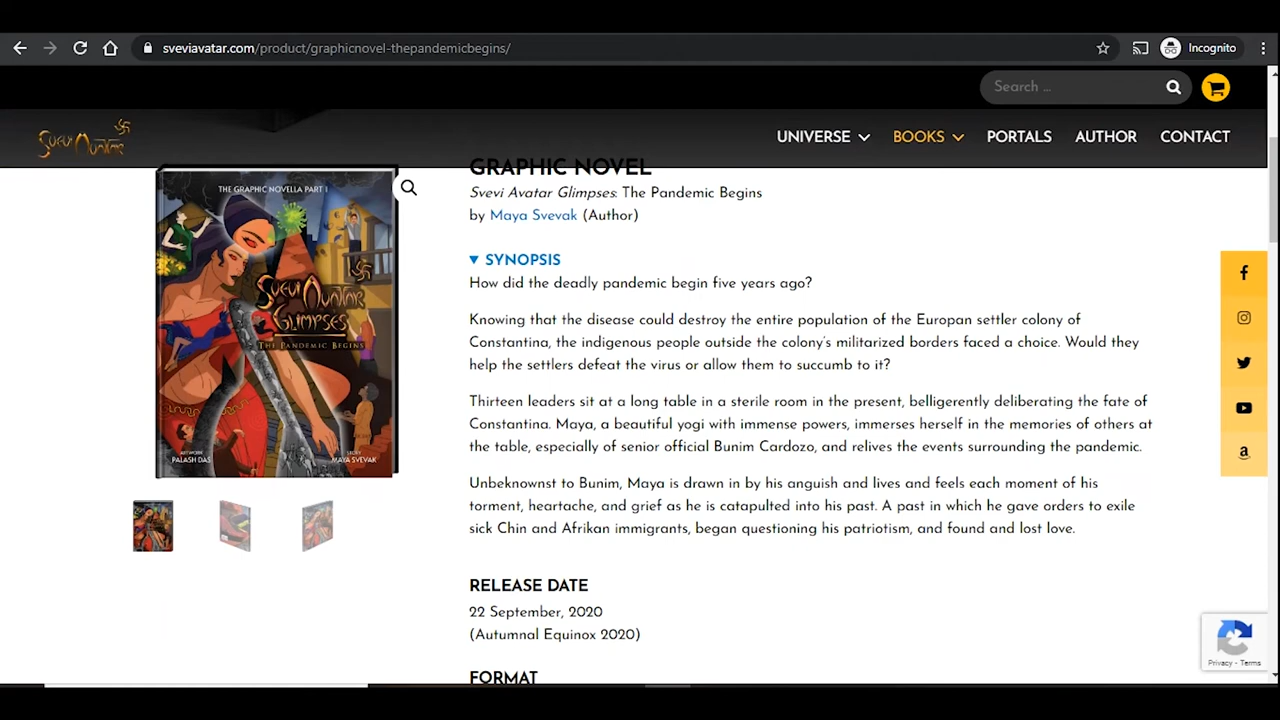 sveviavatar.com/product/graphicnovel-thepandemicbegins/
Incognito
Search ...
SVEVI AVATAR
UNIVERSE
BOOKS
PORTALS
AUTHOR
CONTACT
THE GRAPHIC NOVELLA PART 1
SVEVI AVATAR
GLIMPSES
THE PANDEMIC BEGINS
ARTWORK
PALASH DAS
STORY
MAYA SVEVAK
GRAPHIC NOVEL
Svevi Avatar Glimpses: The Pandemic Begins
by Maya Svevak (Author)
▼ SYNOPSIS
How did the deadly pandemic begin five years ago?
Knowing that the disease could destroy the entire population of the Europan settler colony of
Constantina, the indigenous people outside the colony's militarized borders faced a choice. Would they
help the settlers defeat the virus or allow them to succumb to it?
Thirteen leaders sit at a long table in a sterile room in the present, belligerently deliberating the fate of
Constantina. Maya, a beautiful yogi with immense powers, immerses herself in the memories of others at
the table, especially of senior official Bunim Cardozo, and relives the events surrounding the pandemic.
Unbeknownst to Bunim, Maya is drawn in by his anguish and lives and feels each moment of his
torment, heartache, and grief as he is catapulted into his past. A past in which he gave orders to exile
sick Chin and Afrikan immigrants, began questioning his patriotism, and found and lost love.
RELEASE DATE
22 September, 2020
(Autumnal Equinox 2020)
FORMAT
Privacy - Terms